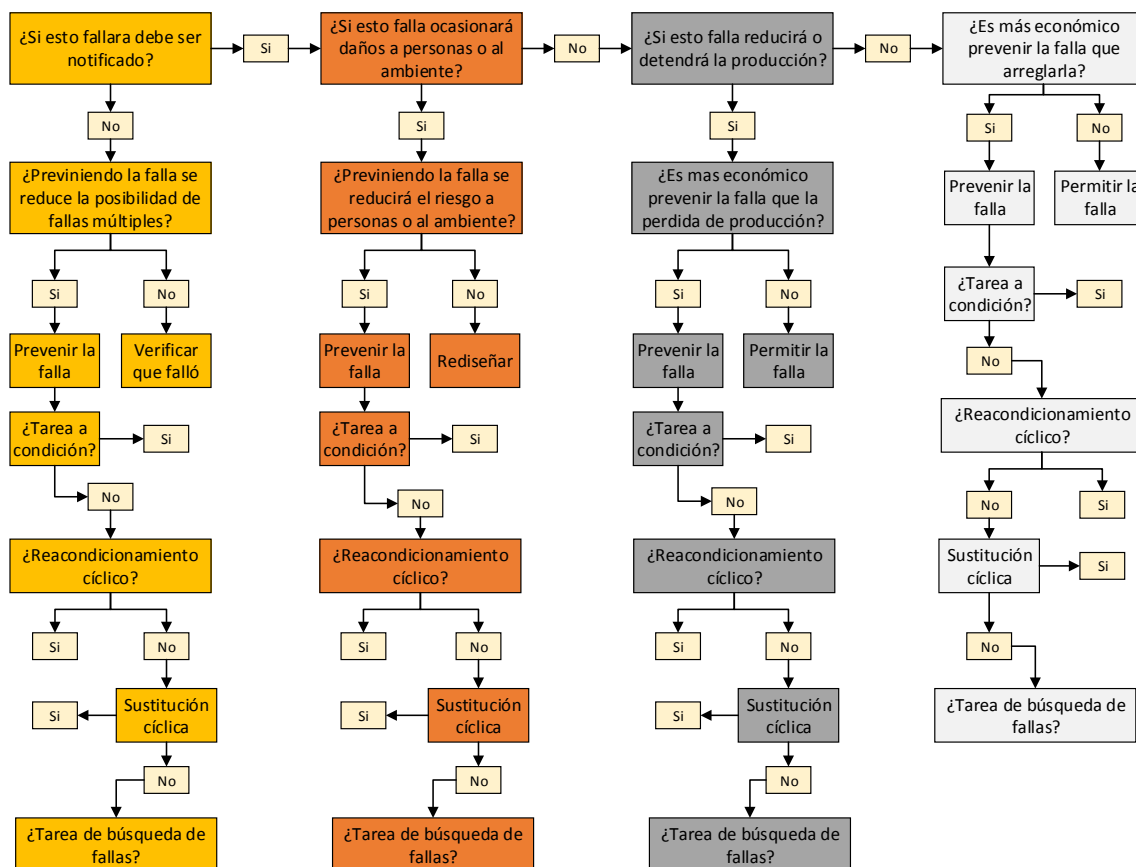 ¿Si esto fallara debe ser
notificado?
Si
¿Si esto falla ocasionará
daños a personas o al
ambiente?
No
¿Si esto falla reducirá o
detendrá la producción?
No
¿Es más económico
prevenir la falla que
arreglarla?
No
Si
Si
Si
No
¿Previniendo la falla se
reduce la posibilidad de
fallas múltiples?
¿Previniendo la falla se
reducirá el riesgo a
personas o al ambiente?
¿Es mas económico
prevenir la falla que la
perdida de producción?
Prevenir la
falla
Permitir la
falla
Si
No
Si
No
Si
No
¿Tarea a
condición?
Si
Prevenir la
falla
Verificar
que falló
Prevenir la
falla
Rediseñar
Prevenir la
falla
Permitir la
falla
No
¿Tarea a
condición?
Si
¿Tarea a
condición?
Si
¿Tarea a
condición?
Si
¿Reacondicionamiento
cíclico?
No
No
No
No
Si
¿Reacondicionamiento
cíclico?
¿Reacondicionamiento
cíclico?
¿Reacondicionamiento
cíclico?
Sustitución
cíclica
Si
Si
No
Si
No
Si
No
No
Si
Sustitución
cíclica
Si
Sustitución
cíclica
Si
Sustitución
cíclica
¿Tarea de búsqueda de
fallas?
No
No
No
¿Tarea de búsqueda de
fallas?
¿Tarea de búsqueda de
fallas?
¿Tarea de búsqueda de
fallas?